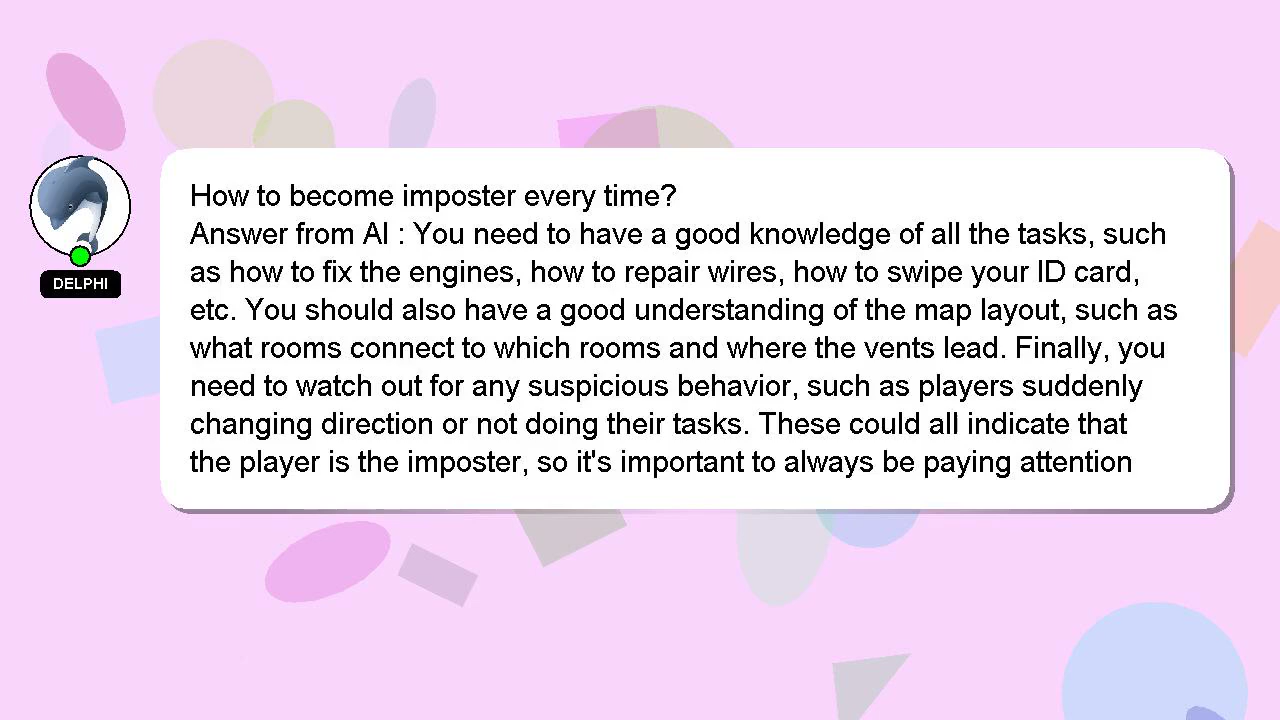 How to become imposter every time?
Answer from AI : You need to have a good knowledge of all the tasks, such
as how to fix the engines, how to repair wires, how to swipe your ID card,
etc. You should also have a good understanding of the map layout, such as
what rooms connect to which rooms and where the vents lead. Finally, you
need to watch out for any suspicious behavior, such as players suddenly
changing direction or not doing their tasks. These could all indicate that
the player is the imposter, so it's important to always be paying attention
DELPHI